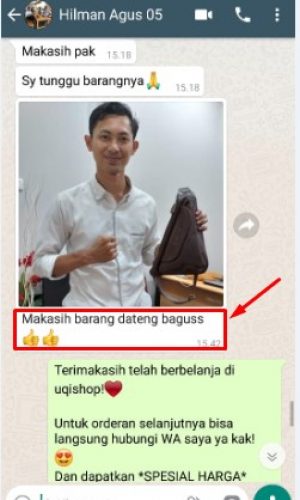 Hilman Agus 05
Makasih pak
15.18
Sy tunggu barangnya🙏
15.18
Makasih barang dateng baguss
👍👍
15.42
Terimakasih telah berbelanja di
uqishop!❤️
Untuk orderan selanjutnya bisa
langsung hubungi WA saya ya kak!
😍
Dan dapatkan *SPESIAL HARGA*